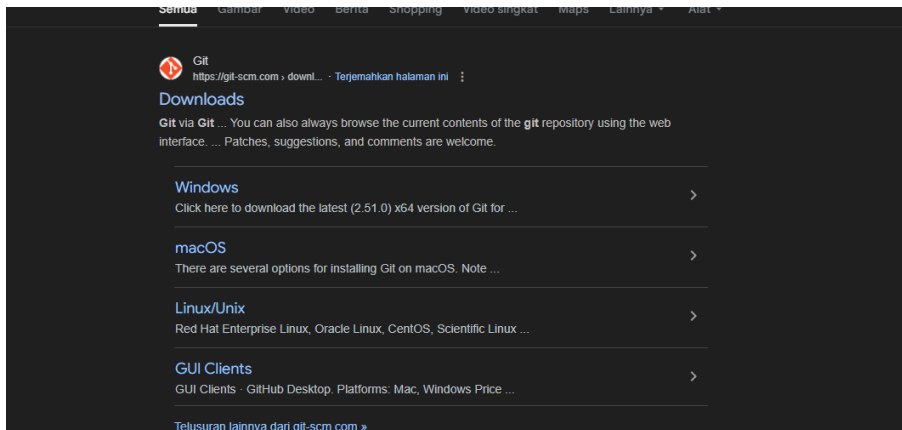 Semua Gambar Video Berita Shopping Video singkat Maps Lainnya Alat
Git
https://git-scm.com › downl... · Terjemahkan halaman ini
Downloads
Git via Git ... You can also always browse the current contents of the git repository using the web
interface. ... Patches, suggestions, and comments are welcome.
Windows
Click here to download the latest (2.51.0) x64 version of Git for ...
macOS
There are several options for installing Git on macOS. Note ...
Linux/Unix
Red Hat Enterprise Linux, Oracle Linux, CentOS, Scientific Linux ...
GUI Clients
GUI Clients · GitHub Desktop. Platforms: Mac, Windows Price ...
Telusuran lainnya dari git-scm.com »